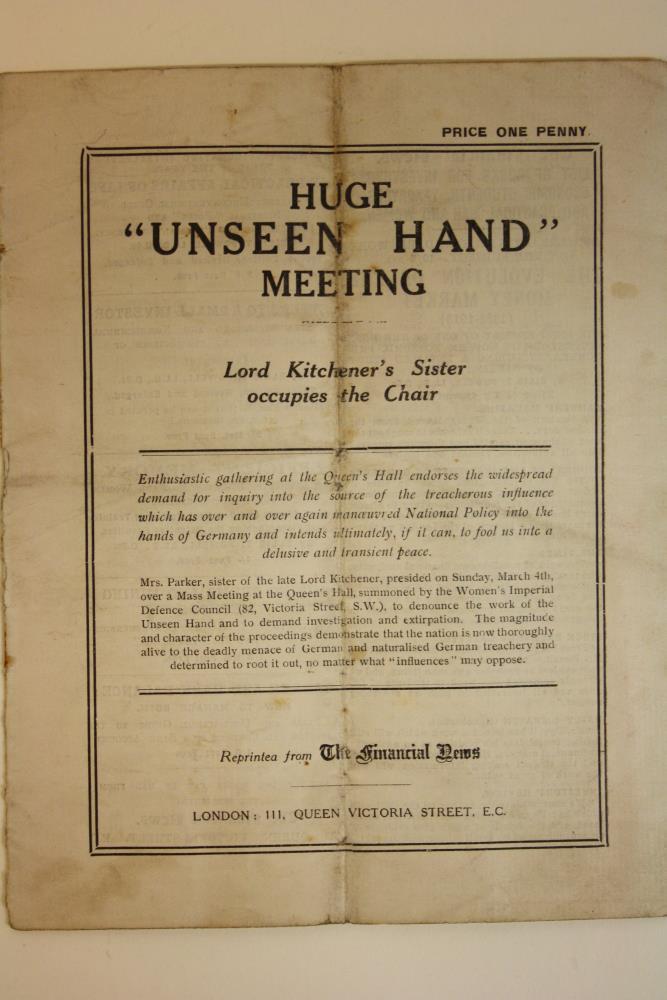 PRICE ONE PENNY.
HUGE
"UNSEEN HAND"
MEETING
Lord Kitchener's Sister
occupies the Chair
Enthusiastic gathering at the Queen's Hall endorses the widespread
demand for inquiry into the source of the treacherous influence
which has over and over again manœuvred National Policy into the
hands of Germany and intends ultimately, if it can, to fool us into a
delusive and transient peace.
Mrs. Parker, sister of the late Lord Kitchener, presided on Sunday, March 4th,
over a Mass Meeting at the Queen's Hall, summoned by the Women's Imperial
Defence Council (82, Victoria Street, S.W.), to denounce the work of the
Unseen Hand and to demand investigation and extirpation. The magnitude
and character of the proceedings demonstrate that the nation is now thoroughly
alive to the deadly menace of German and naturalised German treachery and
determined to root it out, no matter what "influences" may oppose.
Reprinted from The Financial News
LONDON: 111, QUEEN VICTORIA STREET, E.C.